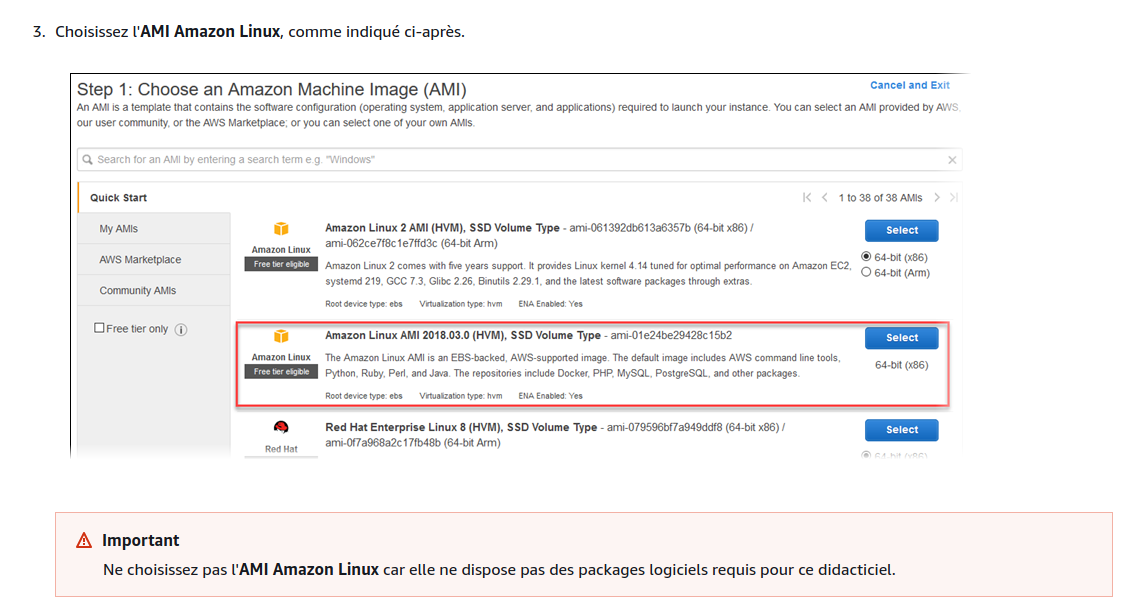 3. Choisissez l'AMI Amazon Linux, comme indiqué ci-après.
Step 1: Choose an Amazon Machine Image (AMI)
Cancel and Exit
An AMI is a template that contains the software configuration (operating system, application server, and applications) required to launch your instance. You can select an AMI provided by AWS,
our user community, or the AWS Marketplace; or you can select one of your own AMIs.
Search for an AMI by entering a search term e.g. "Windows"
Quick Start
1 to 38 of 38 AMIs
My AMIs
AWS Marketplace
Community AMIs
Free tier only
Amazon Linux
Free tier eligible
Amazon Linux 2 AMI (HVM), SSD Volume Type - ami-061392db613a6357b (64-bit x86) /
ami-062ce7f8c1e7ffd3c (64-bit Arm)
Amazon Linux 2 comes with five years support. It provides Linux kernel 4.14 tuned for optimal performance on Amazon EC2,
systemd 219, GCC 7.3, Glibc 2.26, Binutils 2.29.1, and the latest software packages through extras.
Root device type: ebs Virtualization type: hvm ENA Enabled: Yes
Select
64-bit (x86)
64-bit (Arm)
Amazon Linux
Free tier eligible
Amazon Linux AMI 2018.03.0 (HVM), SSD Volume Type - ami-01e24be29428c15b2
The Amazon Linux AMI is an EBS-backed, AWS-supported image. The default image includes AWS command line tools,
Python, Ruby, Perl, and Java. The repositories include Docker, PHP, MySQL, PostgreSQL, and other packages.
Root device type: ebs Virtualization type: hvm ENA Enabled: Yes
Select
64-bit (x86)
Red Hat
Red Hat Enterprise Linux 8 (HVM), SSD Volume Type - ami-079596bf7a949ddf8 (64-bit x86) /
ami-0f7a968a2c17fb48b (64-bit Arm)
Select
64-bit (x86)
Important
Ne choisissez pas l'AMI Amazon Linux car elle ne dispose pas des packages logiciels requis pour ce didacticiel.